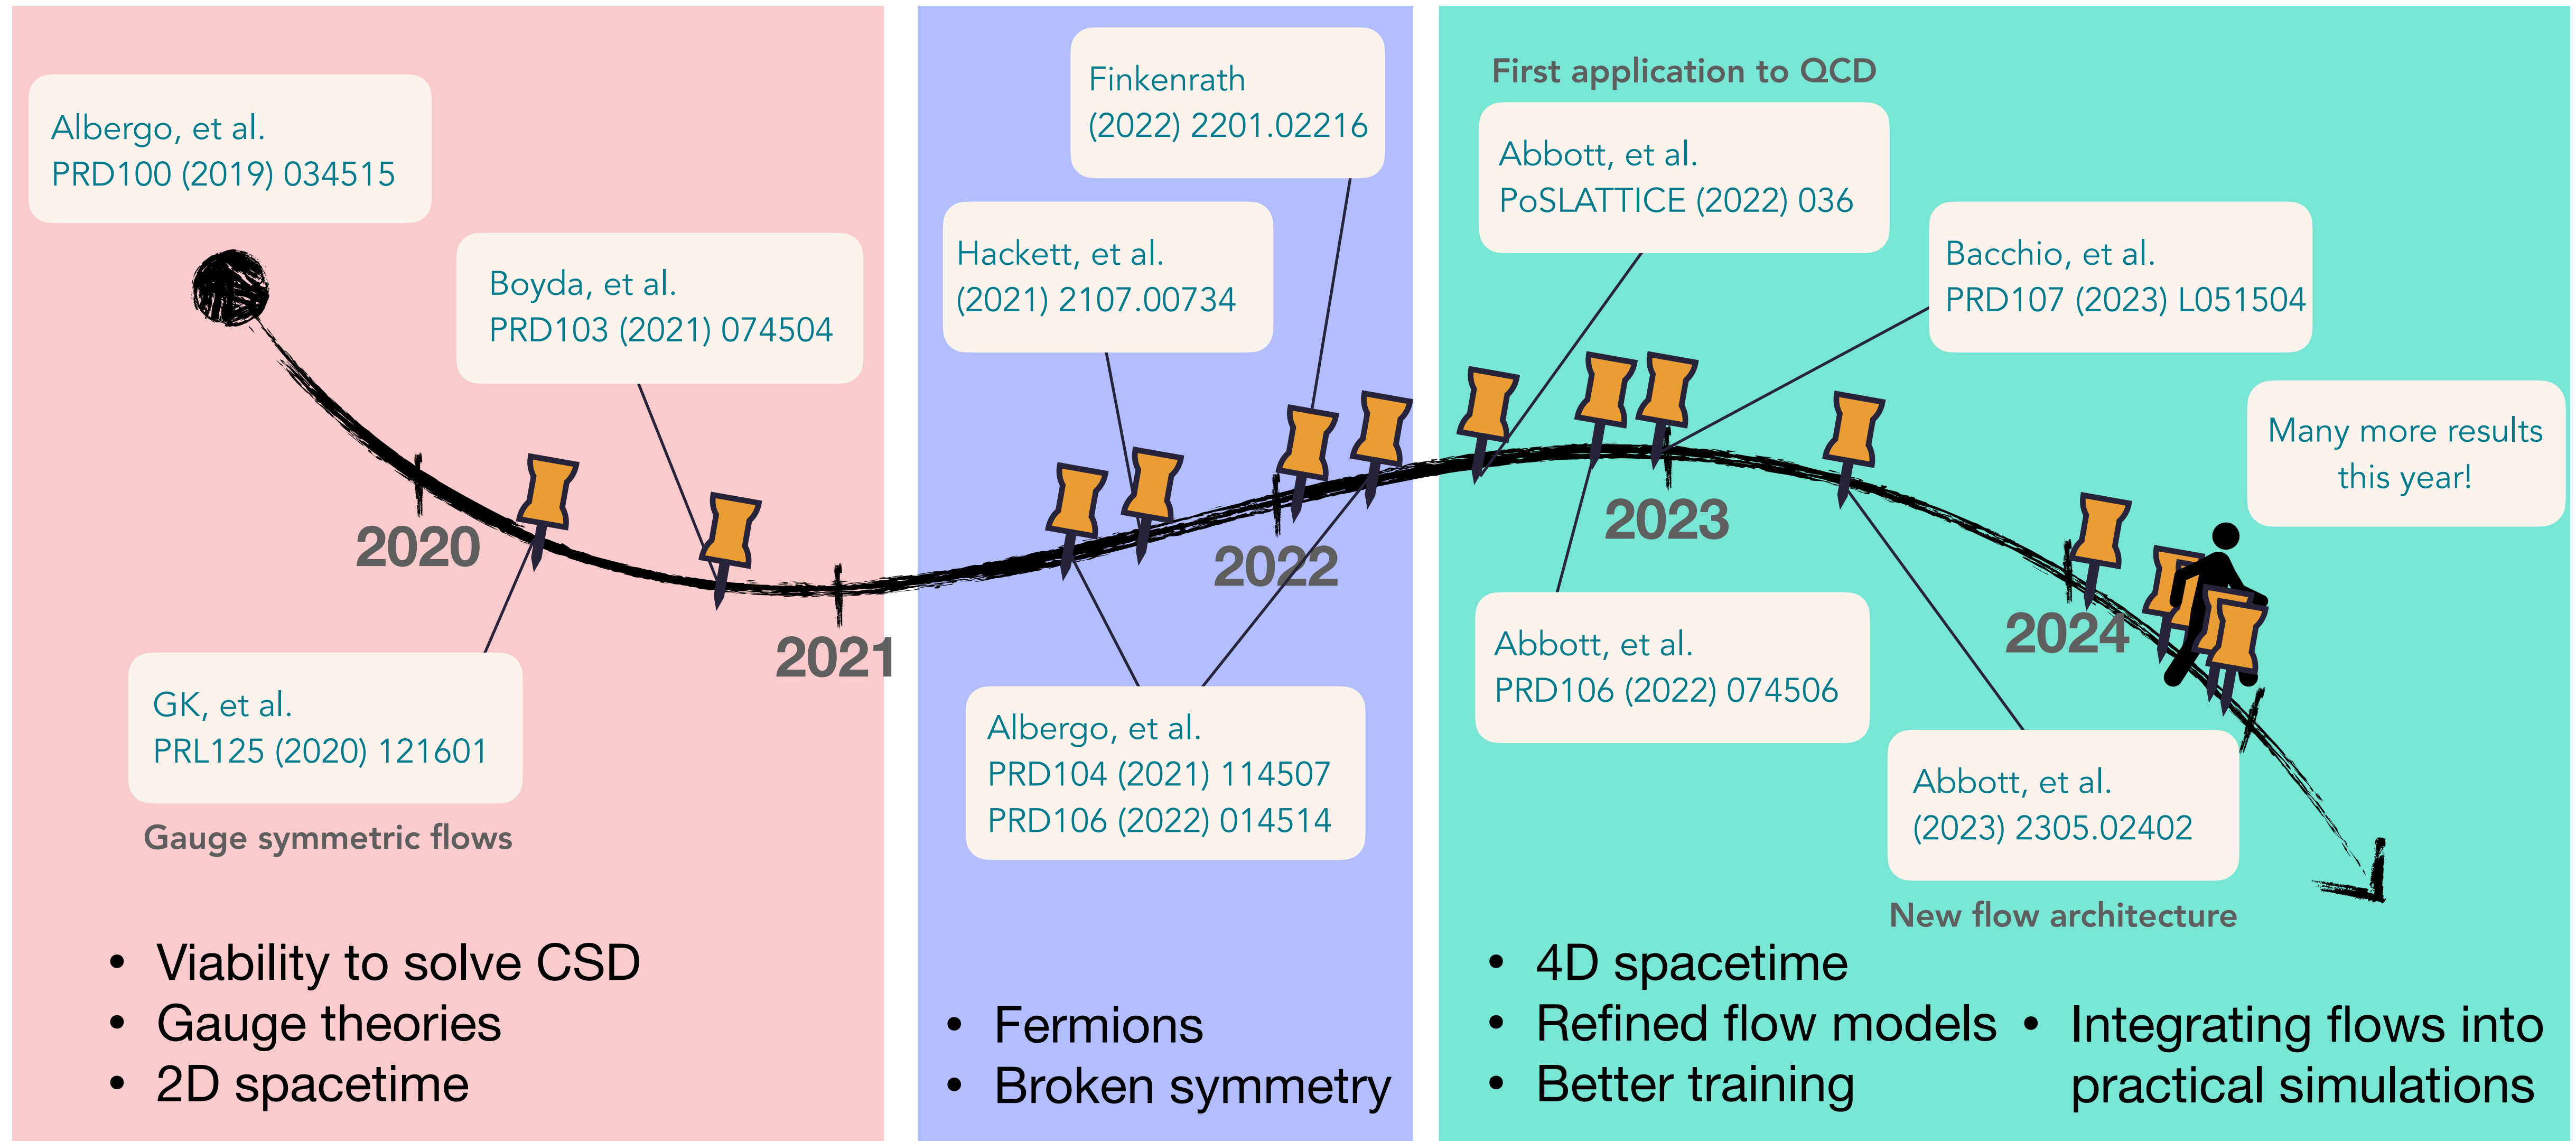 Albergo, et al.
PRD100 (2019) 034515
Boyda, et al.
PRD103 (2021) 074504
2020
2021
GK, et al.
PRL125 (2020) 121601
Gauge symmetric flows
• Viability to solve CSD
• Gauge theories
• 2D spacetime
Finkenrath
(2022) 2201.02216
Hackett, et al.
(2021) 2107.00734
2022
Albergo, et al.
PRD104 (2021) 114507
PRD106 (2022) 014514
• Fermions
• Broken symmetry
First application to QCD
Abbott, et al.
PoSLATTICE (2022) 036
Bacchio, et al.
PRD107 (2023) L051504
Many more results
this year!
2023
2024
Abbott, et al.
PRD106 (2022) 074506
Abbott, et al.
(2023) 2305.02402
New flow architecture
• 4D spacetime
• Refined flow models
• Better training
• Integrating flows into
practical simulations